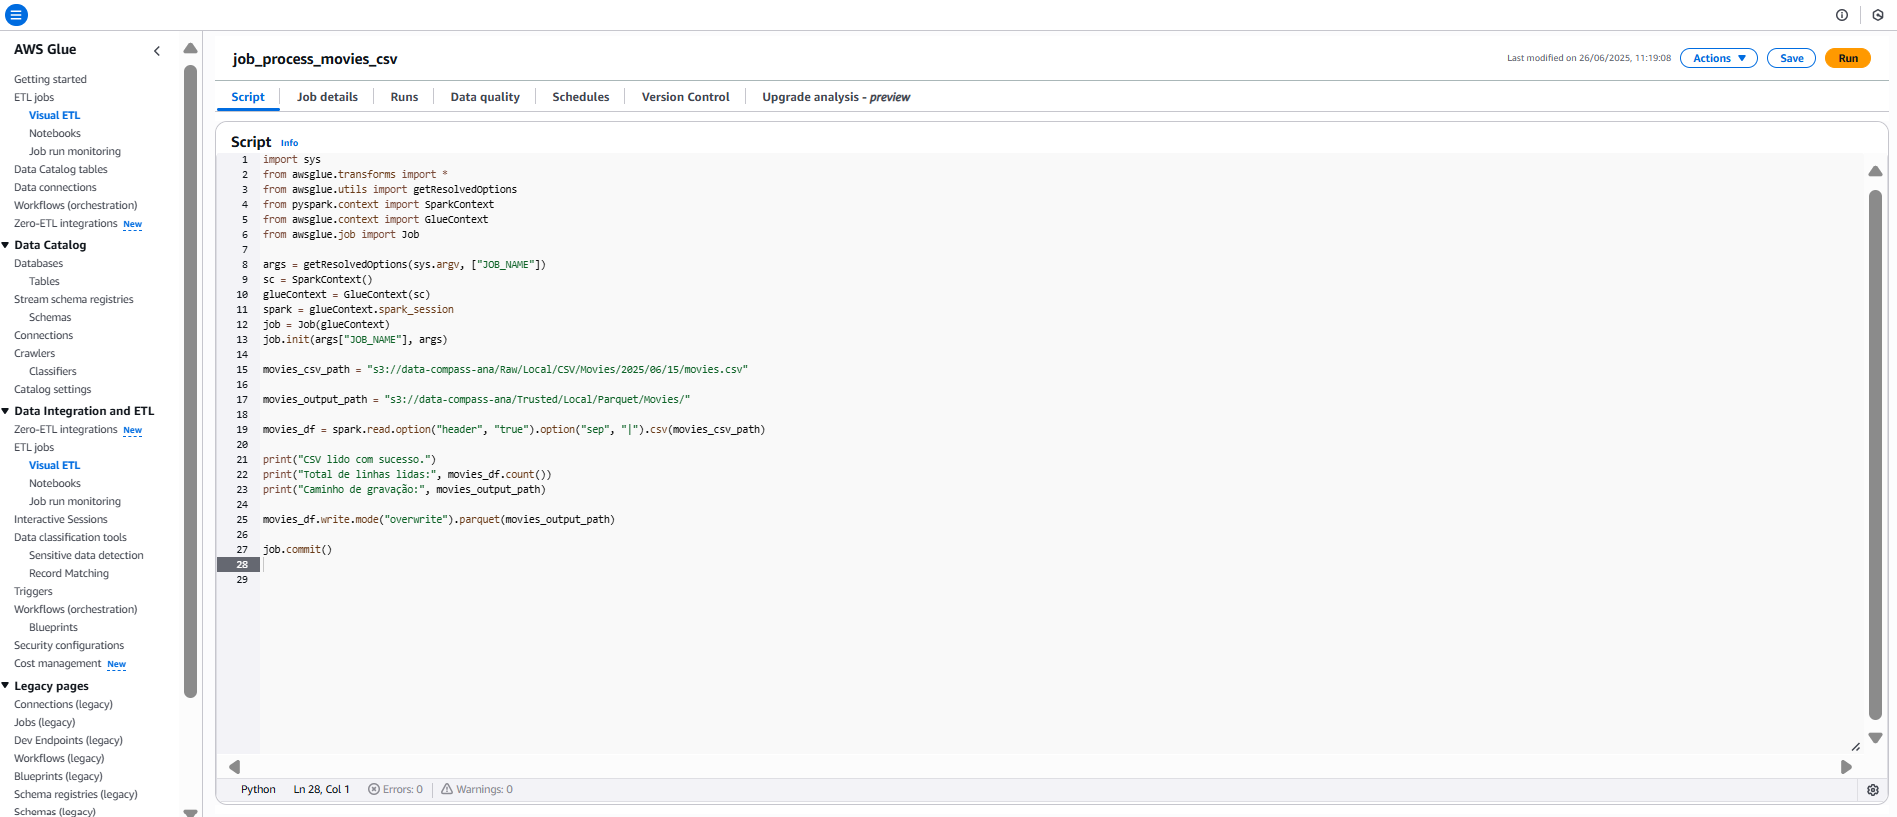 AWS Glue
Getting started
ETL jobs
Visual ETL
Notebooks
Job run monitoring
Data Catalog tables
Data connections
Workflows (orchestration)
Zero-ETL integrations New
Data Catalog
Databases
Tables
Stream schema registries
Schemas
Connections
Crawlers
Classifiers
Catalog settings
Data Integration and ETL
Zero-ETL integrations New
ETL jobs
Visual ETL
Notebooks
Job run monitoring
Interactive Sessions
Data classification tools
Sensitive data detection
Record Matching
Triggers
Workflows (orchestration)
Blueprints
Security configurations
Cost management New
Legacy pages
Connections (legacy)
Jobs (legacy)
Dev Endpoints (legacy)
Workflows (legacy)
Blueprints (legacy)
Schema registries (legacy)
Schemas (legacy)
job_process_movies_csv
Last modified on 26/06/2025, 11:19:08 Actions Save Run
Script Job details Runs Data quality Schedules Version Control Upgrade analysis - preview
Script Info
1 import sys
2 from awsglue.transforms import *
3 from awsglue.utils import getResolvedOptions
4 from pyspark.context import SparkContext
5 from awsglue.context import GlueContext
6 from awsglue.job import Job
7
8 args = getResolvedOptions(sys.argv, ["JOB_NAME"])
9 sc = SparkContext()
10 glueContext = GlueContext(sc)
11 spark = glueContext.spark_session
12 job = Job(glueContext)
13 job.init(args["JOB_NAME"], args)
14
15 movies_csv_path = "s3://data-compass-ana/Raw/Local/CSV/Movies/2025/06/15/movies.csv"
16
17 movies_output_path = "s3://data-compass-ana/Trusted/Local/Parquet/Movies/"
18
19 movies_df = spark.read.option("header", "true").option("sep", "|").csv(movies_csv_path)
20
21 print("CSV lido com sucesso.")
22 print("Total de linhas lidas:", movies_df.count())
23 print("Caminho de gravação:", movies_output_path)
24
25 movies_df.write.mode("overwrite").parquet(movies_output_path)
26
27 job.commit()
28
29
Python Ln 28, Col 1 Errors: 0 Warnings: 0